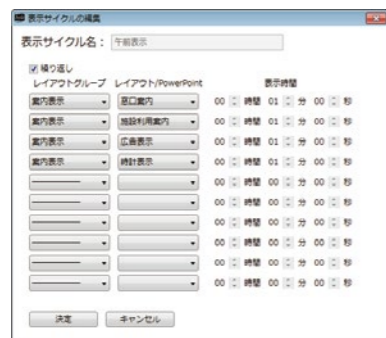 表示サイクルの編集
表示サイクル名： 午前表示
繰り返し
レイアウトグループ レイアウト/PowerPoint 表示時間
案内表示 窓口案内 00 時間 01 分 00 秒
案内表示 施設利用案内 00 時間 01 分 00 秒
案内表示 広告表示 00 時間 01 分 00 秒
案内表示 時計表示 00 時間 01 分 00 秒
00 時間 00 分 00 秒
00 時間 00 分 00 秒
00 時間 00 分 00 秒
00 時間 00 分 00 秒
00 時間 00 分 00 秒
00 時間 00 分 00 秒
決定 キャンセル